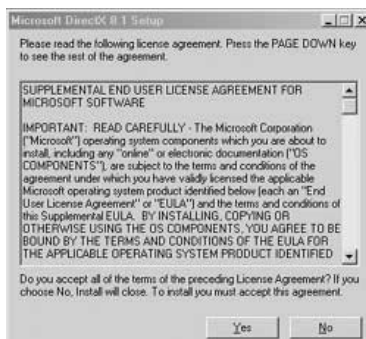 Microsoft DirectX 8.1 Setup
Please read the following license agreement. Press the PAGE DOWN key
to see the rest of the agreement.
SUPPLEMENTAL END USER LICENSE AGREEMENT FOR
MICROSOFT SOFTWARE
IMPORTANT: READ CAREFULLY - The Microsoft Corporation
("Microsoft") operating system components which you are about to
install, including any "online" or electronic documentation ("OS
COMPONENTS"), are subject to the terms and conditions of the
agreement under which you have validly licensed the applicable
Microsoft operating system product identified below (each an "End
User License Agreement" or "EULA") and the terms and conditions of
this Supplemental EULA. BY INSTALLING, COPYING OR
OTHERWISE USING THE OS COMPONENTS, YOU AGREE TO BE
BOUND BY THE TERMS AND CONDITIONS OF THE EULA FOR
THE APPLICABLE OPERATING SYSTEM PRODUCT IDENTIFIED
Do you accept all of the terms of the preceding License Agreement? If you
choose No, Install will close. To install you must accept this agreement.
Yes
No